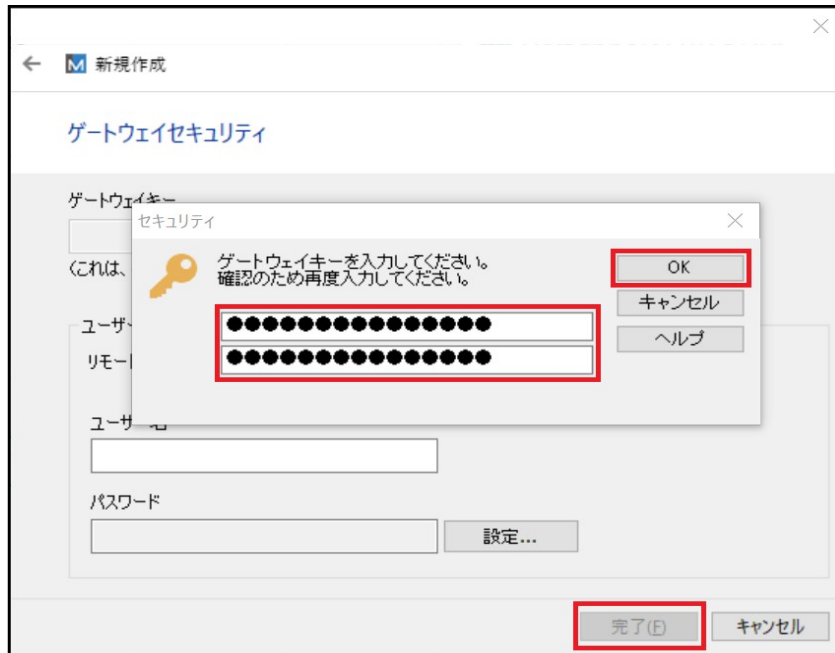 新規作成
ゲートウェイセキュリティ
ゲートウェイキー
セキュリティ
(これは、
ゲートウェイキーを入力してください。
確認のため再度入力してください。
OK
キャンセル
ヘルプ
●●●●●●●●●●●●●●●
●●●●●●●●●●●●●●●
ユーザー
リモー
ユーザー名
パスワード
設定...
完了(F)
キャンセル